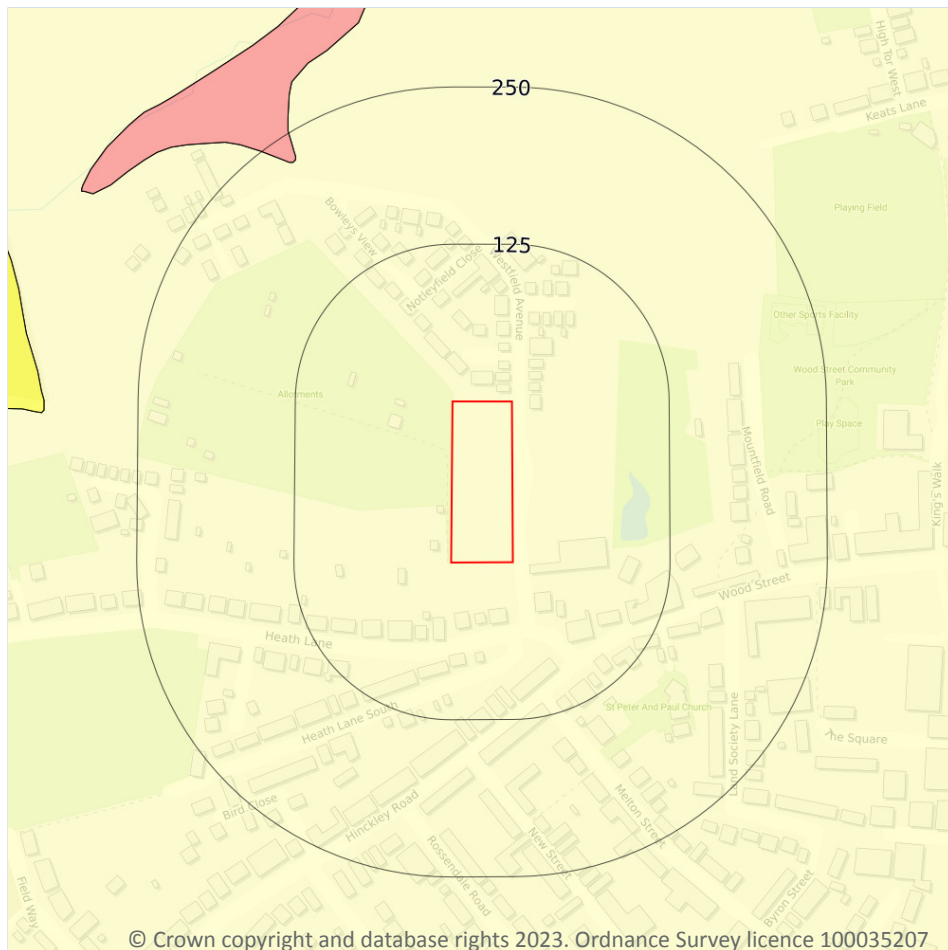 250
High Tor West
Keats Lane
Playing Field
Bowleys View
125
Westfield Avenue
Notleyfield Close
Other Sports Facility
Wood Street Community
Park
Allotments
Play Space
Mountfield Road
King's Walk
Wood Street
Heath Lane
Heath Lane South
St Peter And Paul Church
Land Society Lane
The Square
Bird Close
Hinckley Road
Melton Street
New Street
Rossendale Road
Byron Street
Field Way
© Crown copyright and database rights 2023. Ordnance Survey licence 100035207